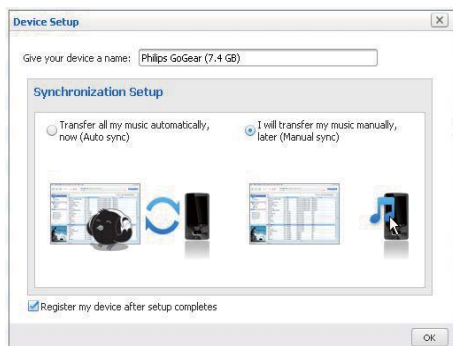 Device Setup
Give your device a name: Philips GoGear (7.4 GB)
Synchronization Setup
Transfer all my music automatically,
now (Auto sync)
I will transfer my music manually,
later (Manual sync)
Register my device after setup completes
OK